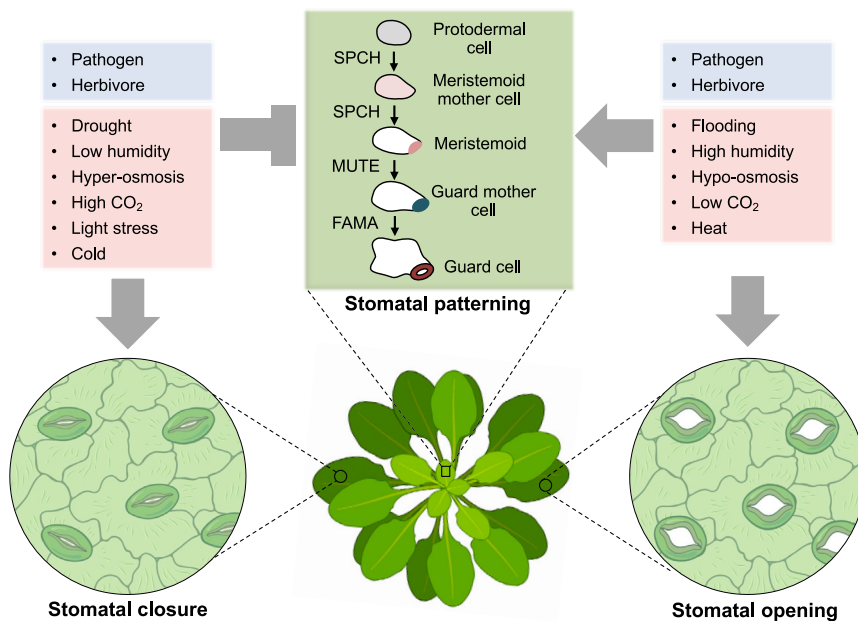 • Pathogen
• Herbivore
• Drought
• Low humidity
• Hyper-osmosis
• High CO₂
• Light stress
• Cold
Protodermal
cell
SPCH
Meristemoid
mother cell
SPCH
Meristemoid
MUTE
Guard mother
cell
FAMA
Guard cell
Stomatal patterning
• Pathogen
• Herbivore
• Flooding
• High humidity
• Hypo-osmosis
• Low CO₂
• Heat
Stomatal closure
Stomatal opening